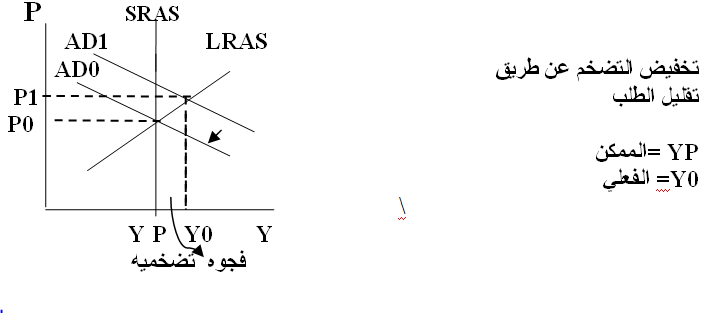 P
SRAS
AD1
LRAS
AD0
P1
P0
Y P Y0 Y
فجوه تضخميه
تخفيض التضخم عن طريق
تقليل الطلب
YP =الممكن
Y0= الفعلي
\